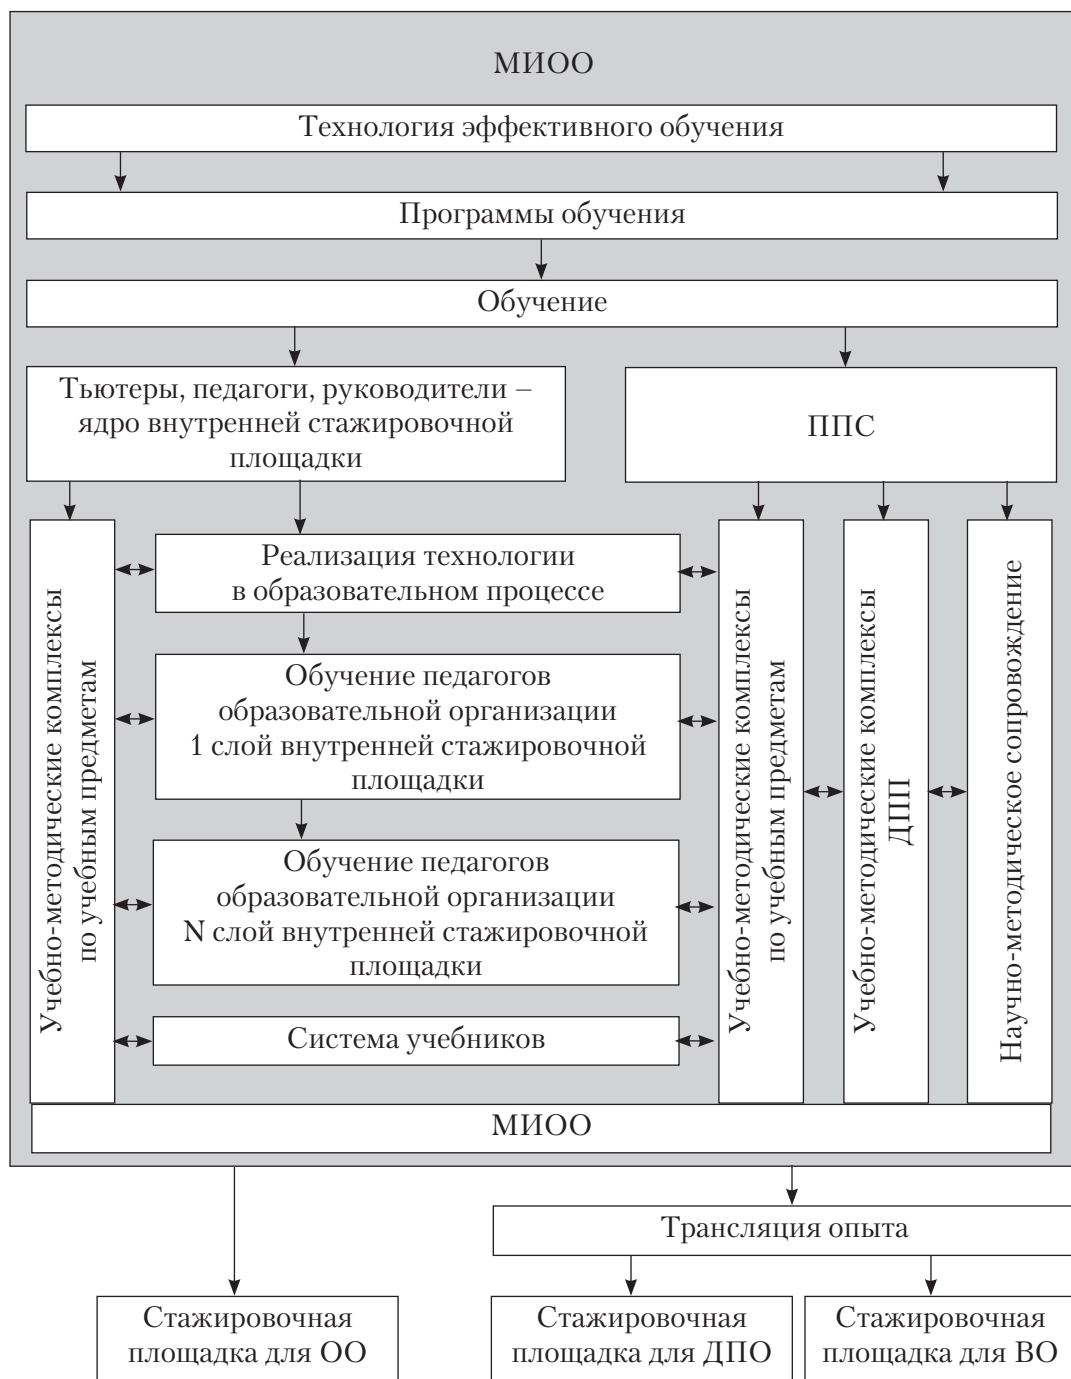 МИОО
Технология эффективного обучения
Программы обучения
Обучение
Тьютеры, педагоги, руководители –
ядро внутренней стажировочной
площадки
ППС
Учебно-методические комплексы
по учебным предметам
Реализация технологии
в образовательном процессе
Обучение педагогов
образовательной организации
1 слой внутренней стажировочной
площадки
Обучение педагогов
образовательной организации
N слой внутренней стажировочной
площадки
Система учебников
Учебно-методические комплексы
по учебным предметам
Учебно-методические комплексы
ДПП
Научно-методическое сопровождение
МИОО
Трансляция опыта
Стажировочная
площадка для ОО
Стажировочная
площадка для ДПО
Стажировочная
площадка для ВО